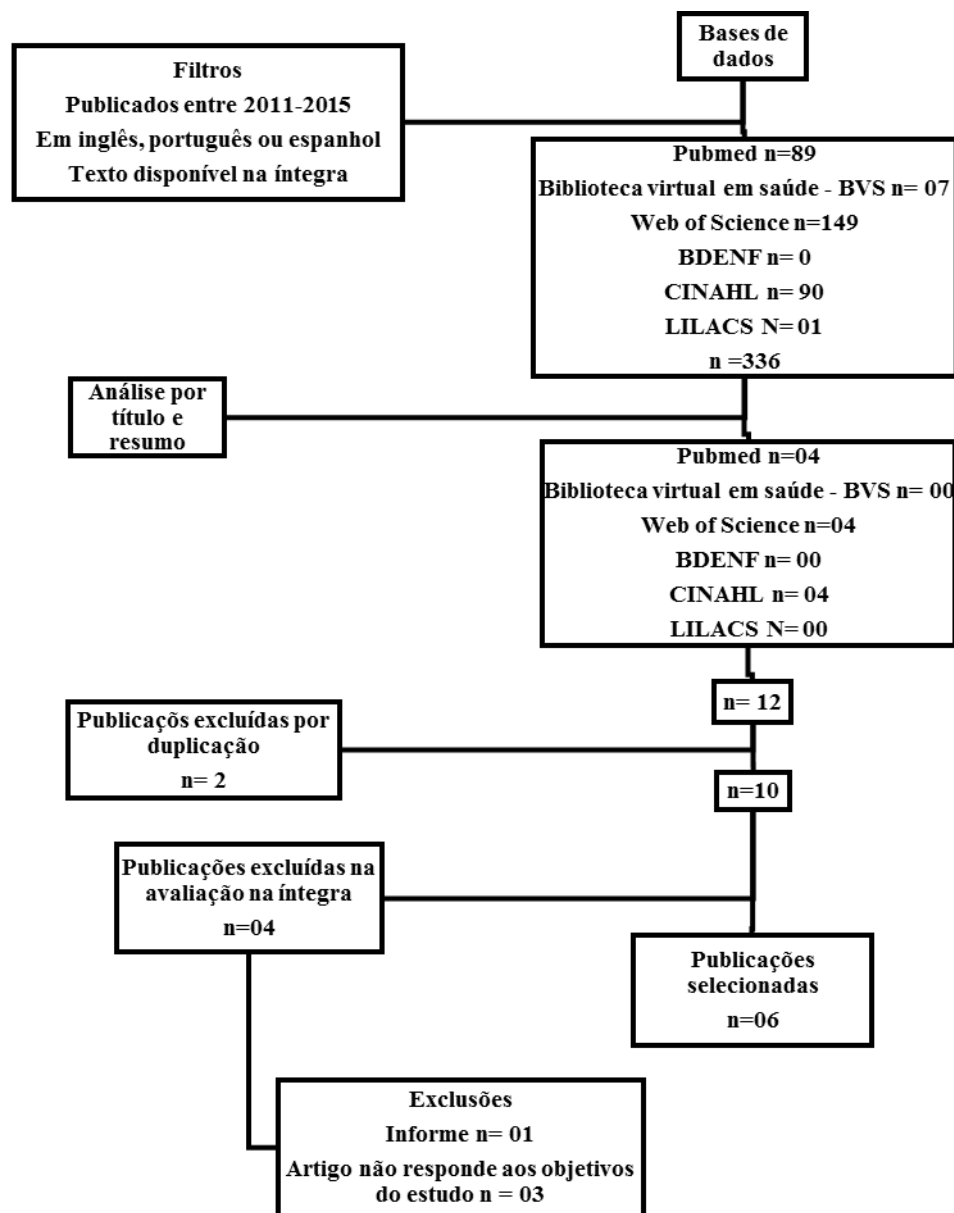 Bases de
dados
Filtros
Publicados entre 2011-2015
Em inglês, português ou espanhol
Texto disponível na íntegra
Pubmed n=89
Biblioteca virtual em saúde - BVS n= 07
Web of Science n=149
BDENF n= 0
CINAHL n= 90
LILACS N= 01
n =336
Análise por
título e
resumo
Pubmed n=04
Biblioteca virtual em saúde - BVS n= 00
Web of Science n=04
BDENF n= 00
CINAHL n= 04
LILACS N= 00
n= 12
Publicaçõs excluídas por
duplicação
n= 2
n=10
Publicações excluídas na
avaliação na íntegra
n=04
Publicações
selecionadas
n=06
Exclusões
Informe n= 01
Artigo não responde aos objetivos
do estudo n = 03